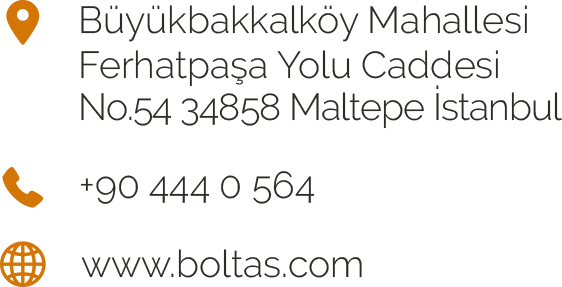 Büyükbakkalköy Mahallesi
Ferhatpaşa Yolu Caddesi
No.54 34858 Maltepe İstanbul
+90 444 0 564
www.boltas.com